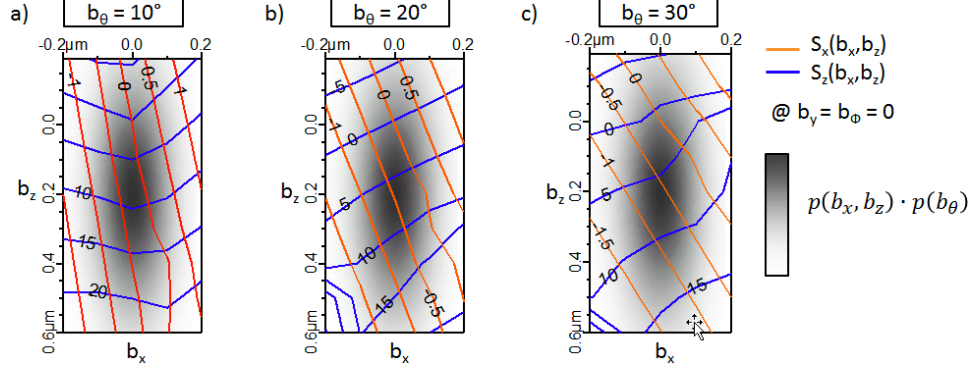 a) bθ = 10°
b) bθ = 20°
c) bθ = 30°
-0.2µm 0.0 0.2
-0.2µm 0.0 0.2
-0.2µm 0.0 0.2
Sx(bx,bz)
Sz(bx,bz)
@ bγ = bΦ = 0
p(bx, bz) · p(bθ)
bz
0.0
0.2
0.4
0.6µm
-1
0
0.5
1
10
15
20
bx
bz
0.0
0.2
0.4
0.6µm
-5
0
0.5
-1
0
5
10
15
-0.5
bx
bz
0.0
0.2
0.4
0.6µm
0
-0.5
0
-1
5
-1.5
10
15
bx